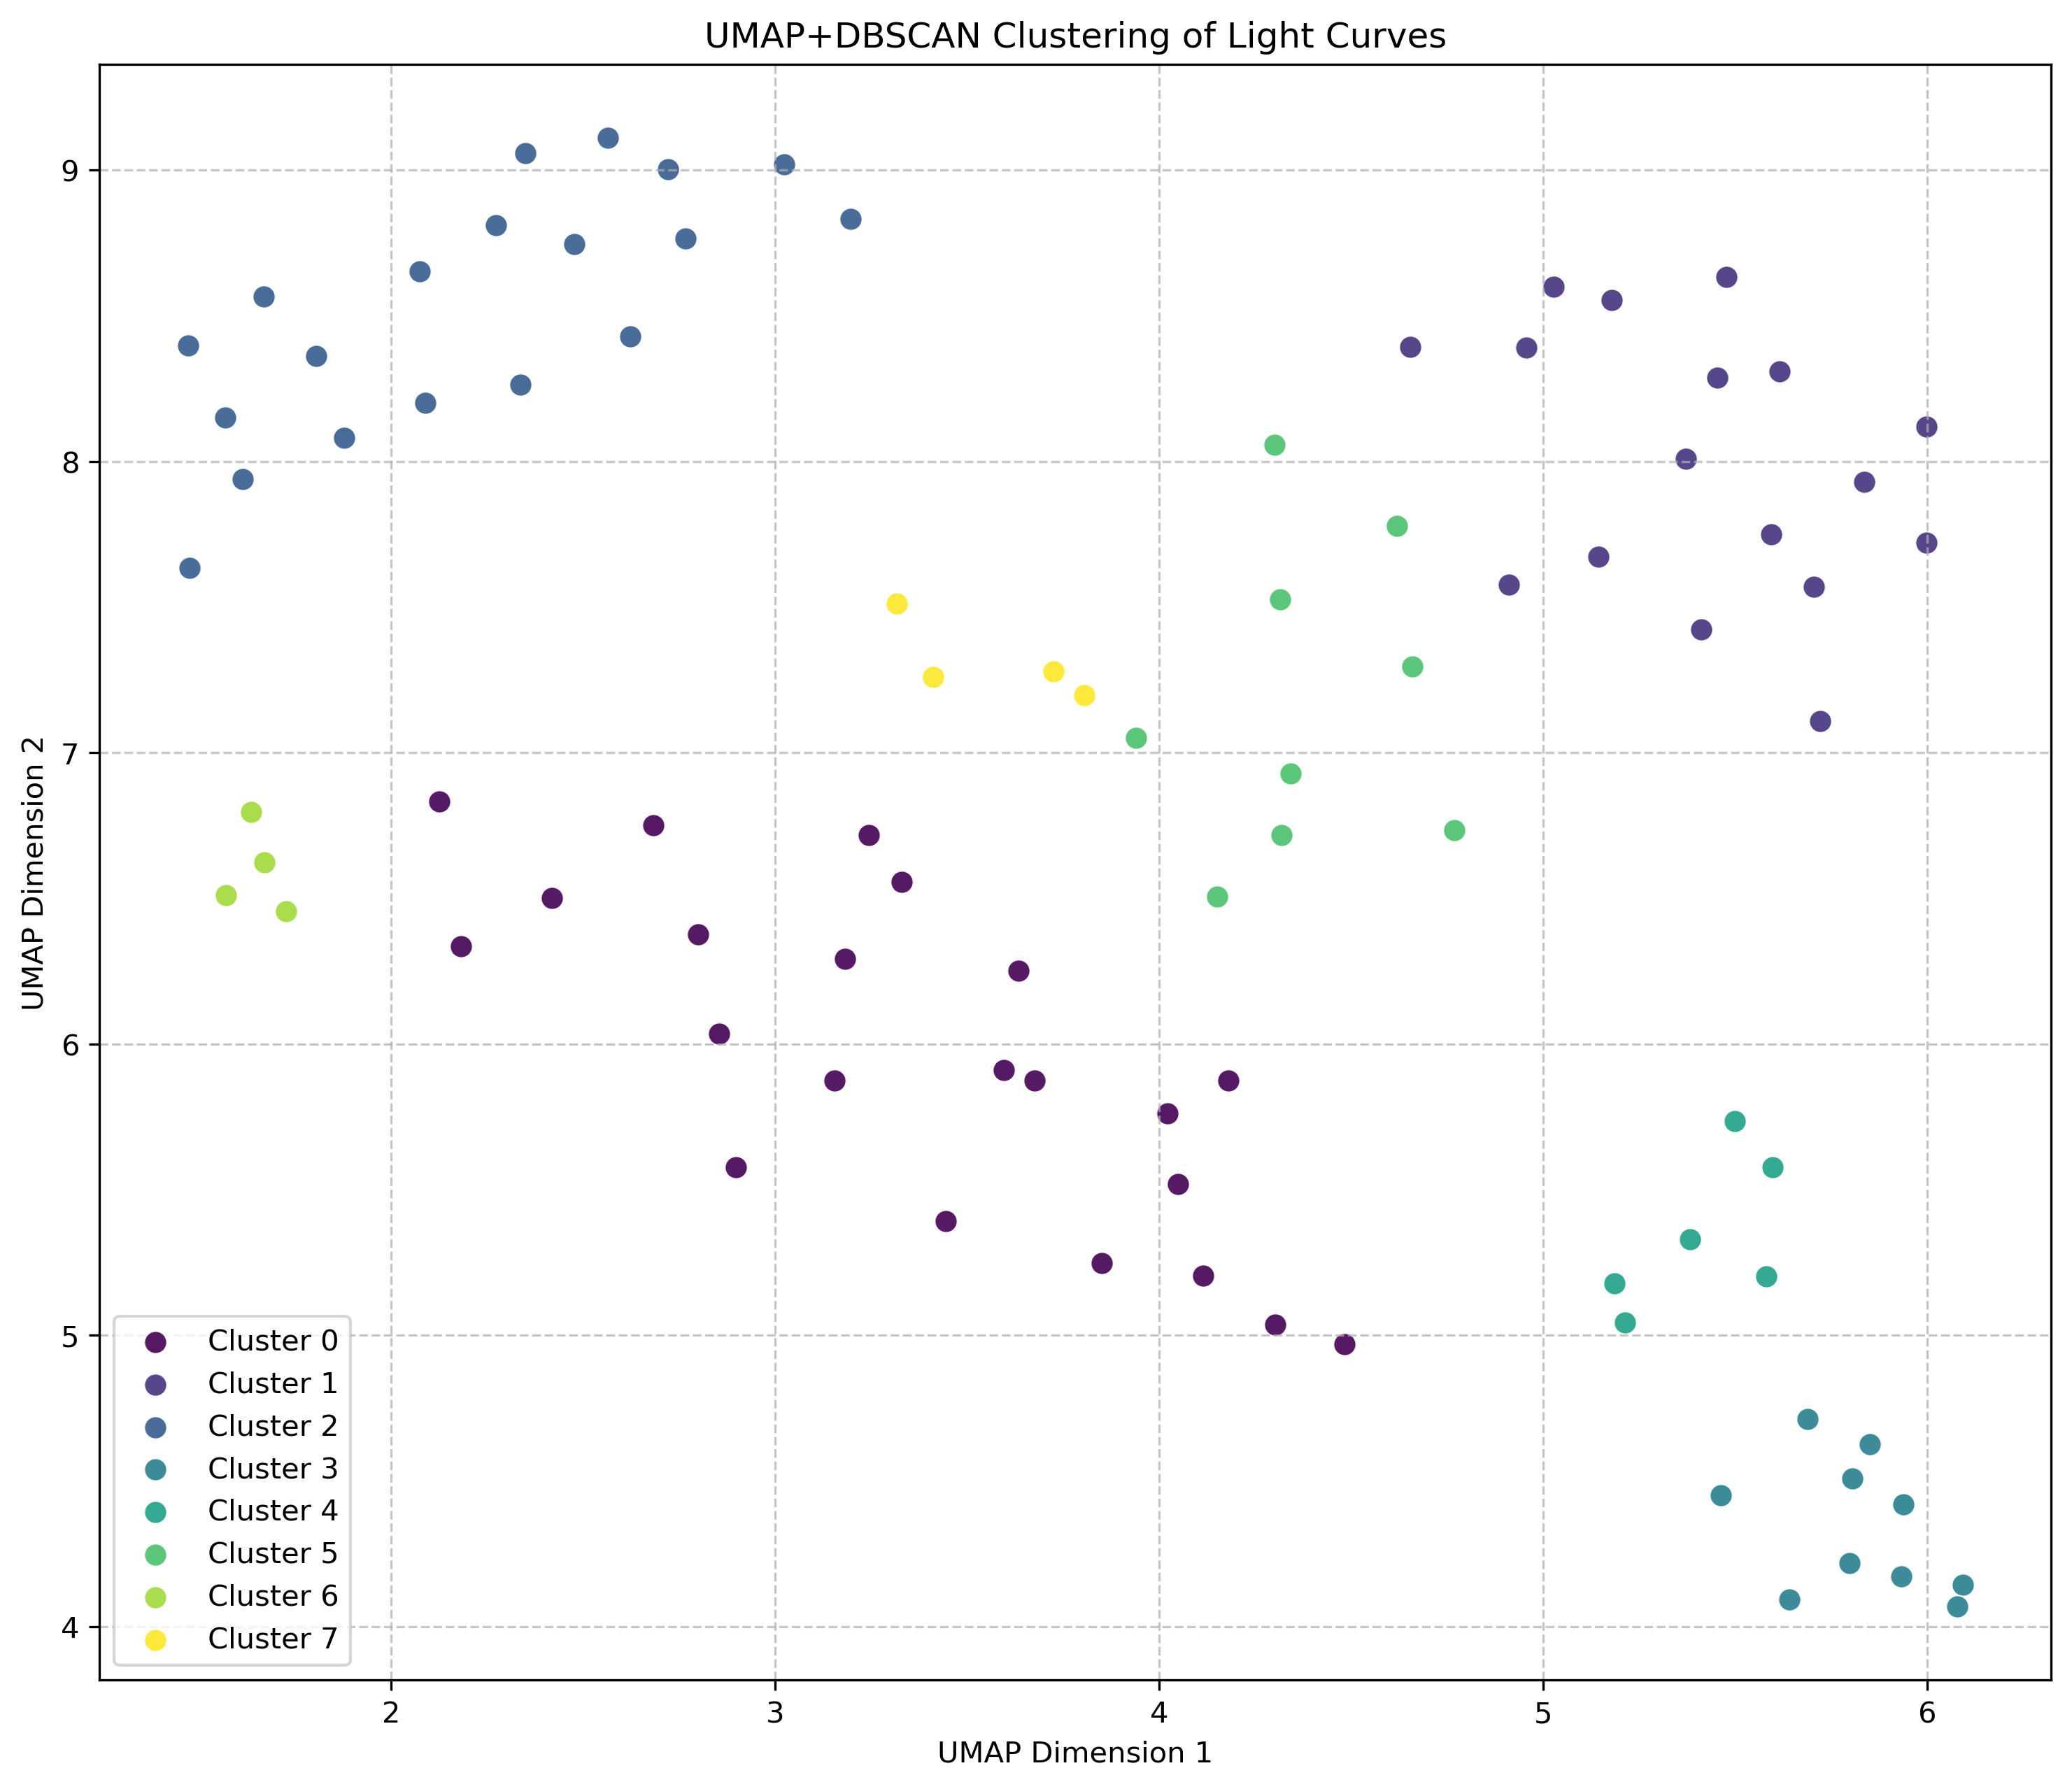 UMAP+DBSCAN Clustering of Light Curves
UMAP Dimension 2
9
8
7
6
5
4
Cluster 0
Cluster 1
Cluster 2
Cluster 3
Cluster 4
Cluster 5
Cluster 6
Cluster 7
2
3
4
5
6
UMAP Dimension 1